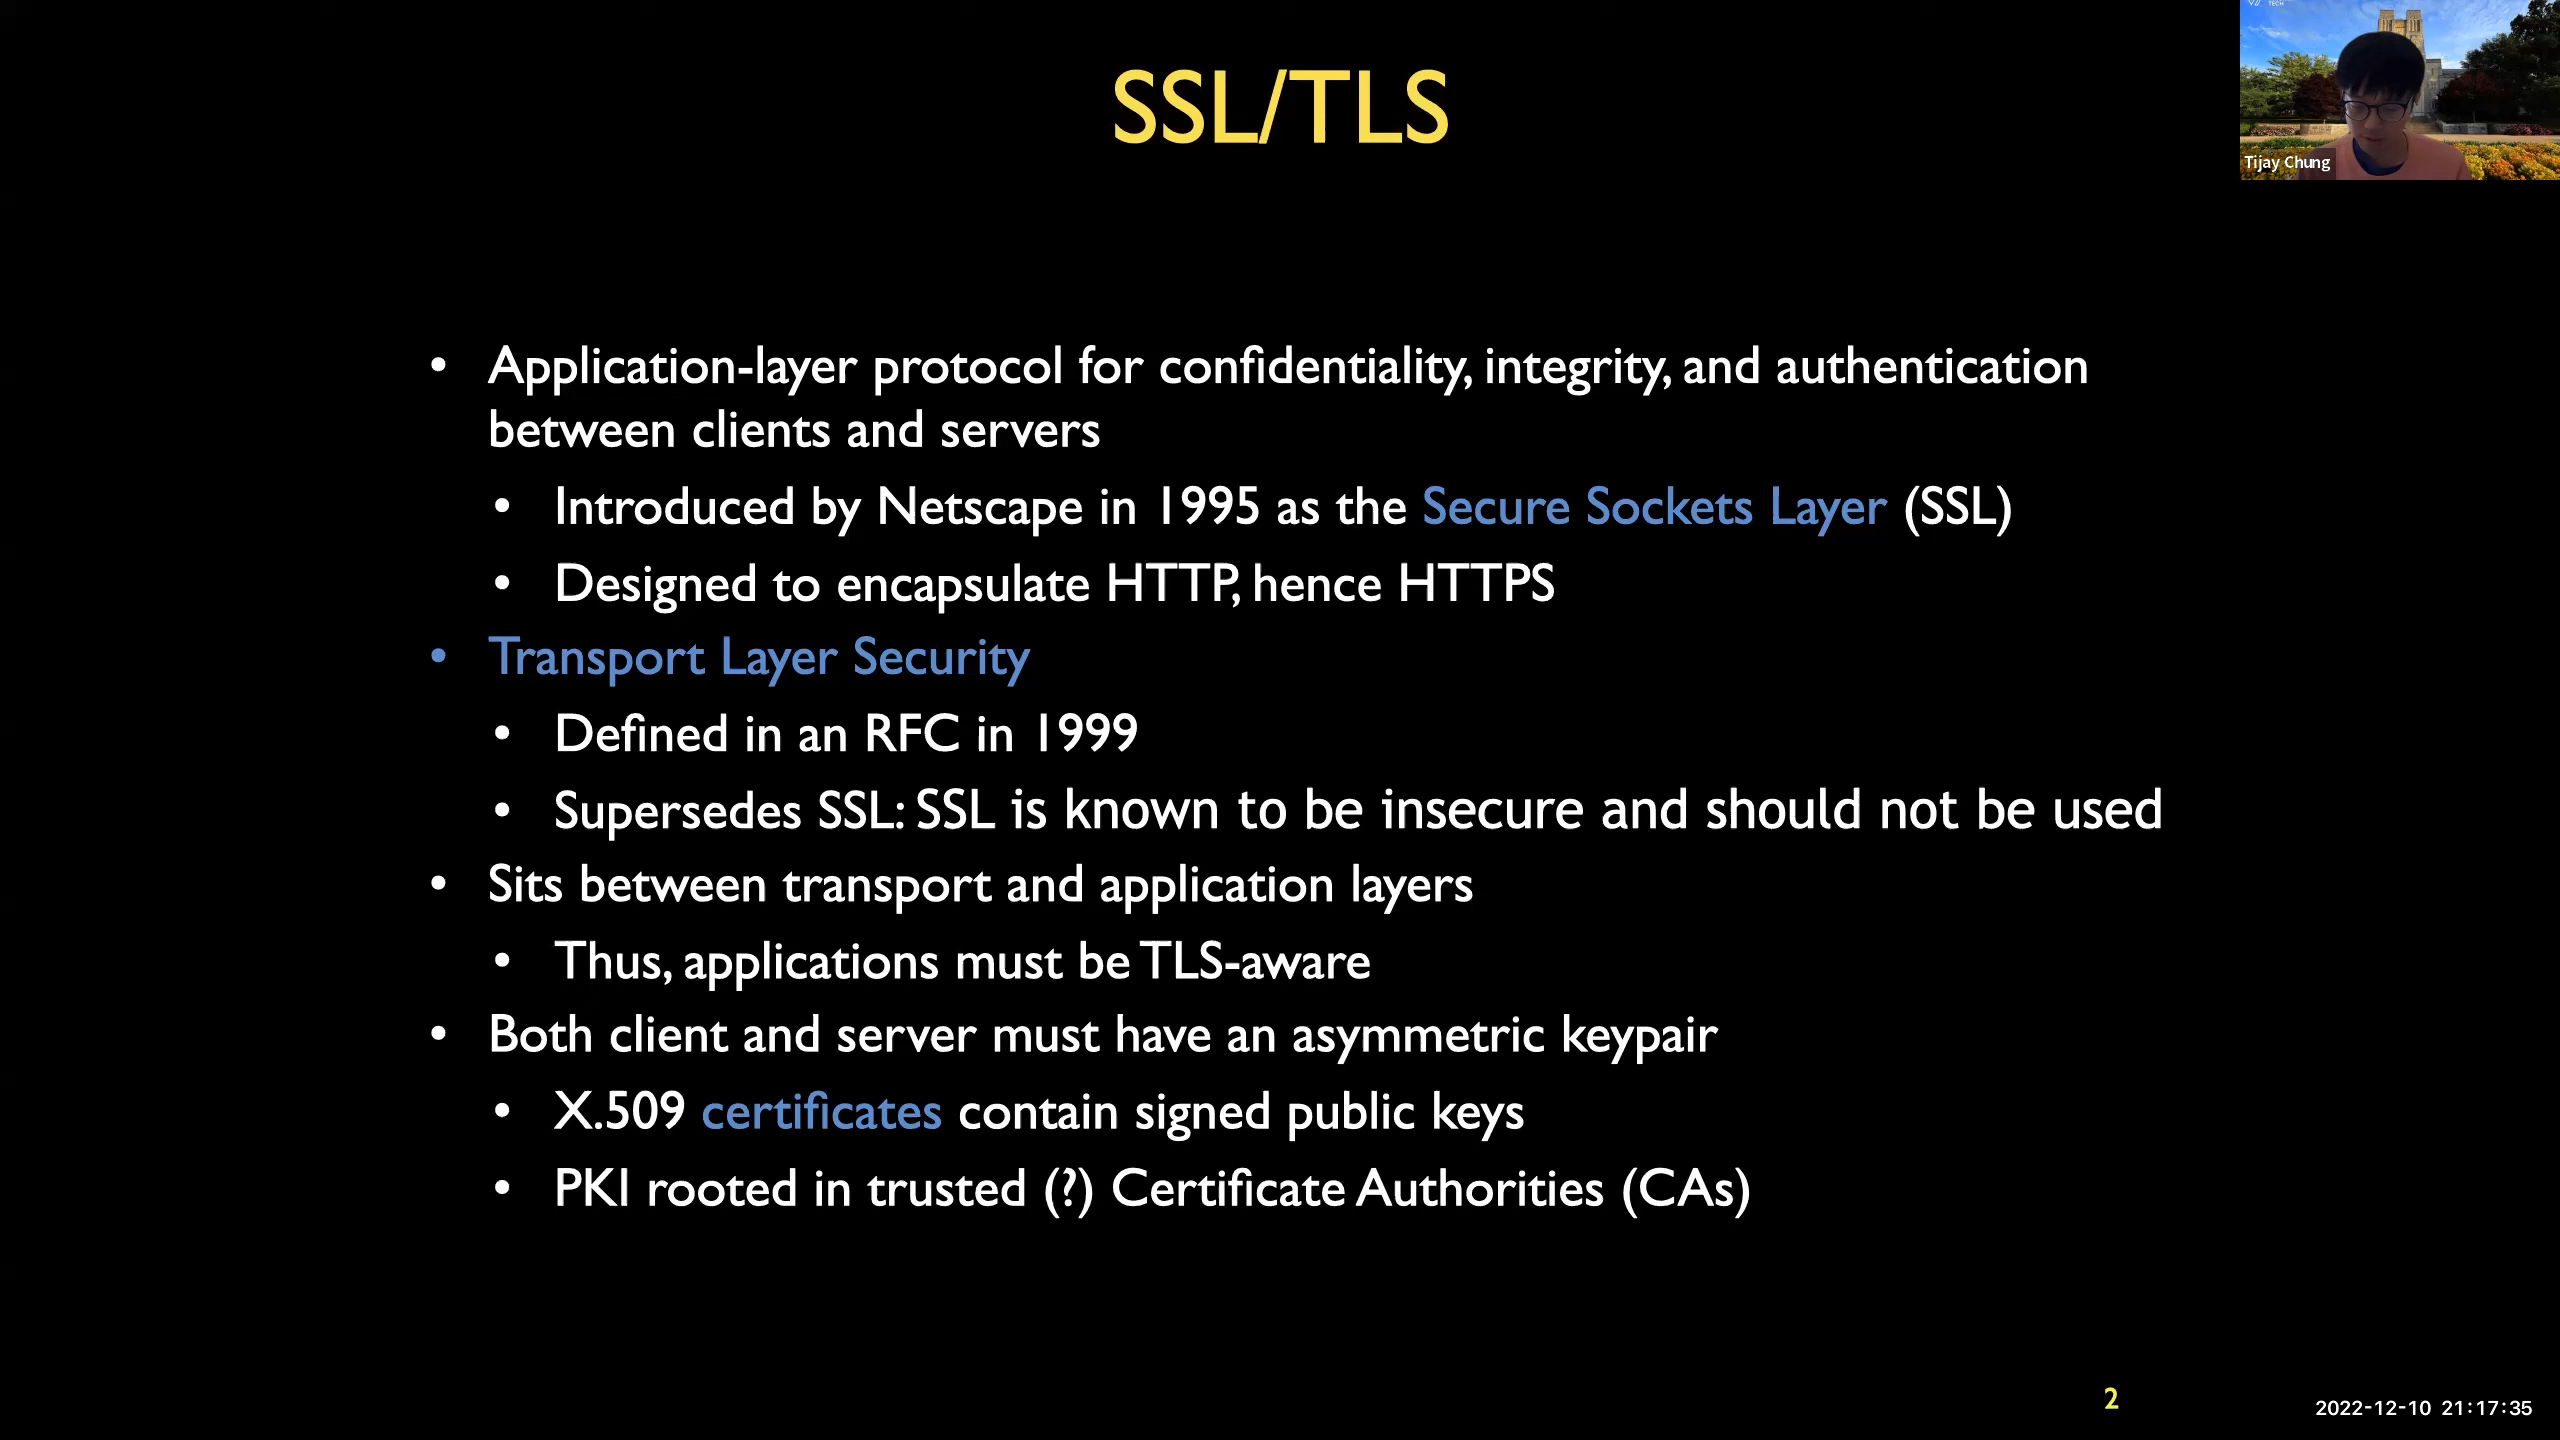 SSL/TLS
TECH
Tijay Chung
• Application-layer protocol for confidentiality, integrity, and authentication
between clients and servers
• Introduced by Netscape in 1995 as the Secure Sockets Layer (SSL)
• Designed to encapsulate HTTP, hence HTTPS
• Transport Layer Security
• Defined in an RFC in 1999
• Supersedes SSL: SSL is known to be insecure and should not be used
• Sits between transport and application layers
• Thus, applications must be TLS-aware
• Both client and server must have an asymmetric keypair
• X.509 certificates contain signed public keys
• PKI rooted in trusted (?) Certificate Authorities (CAs)
2
2022-12-10 21:17:35